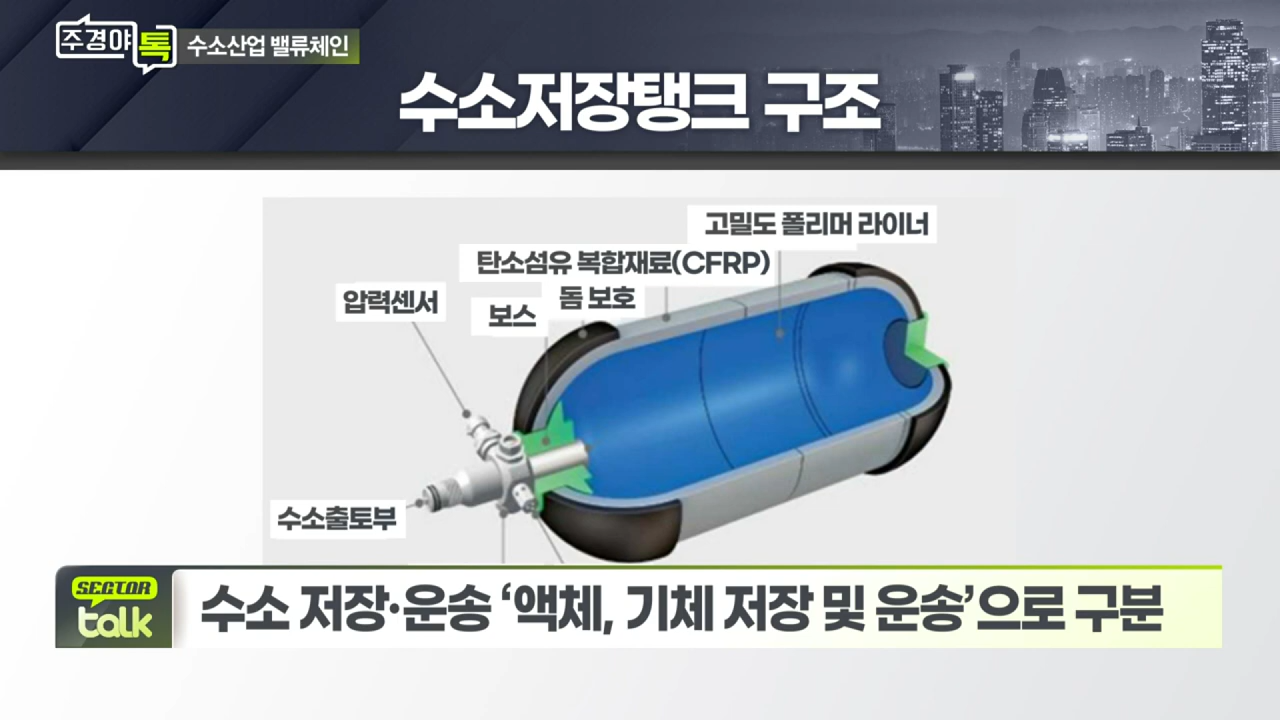 주경야톡 수소산업 밸류체인
수소저장탱크 구조
고밀도 폴리머 라이너
탄소섬유 복합재료(CFRP)
돔 보호
압력센서
보스
수소출토부
SECTOR
talk
수소 저장·운송 ‘액체, 기체 저장 및 운송’으로 구분